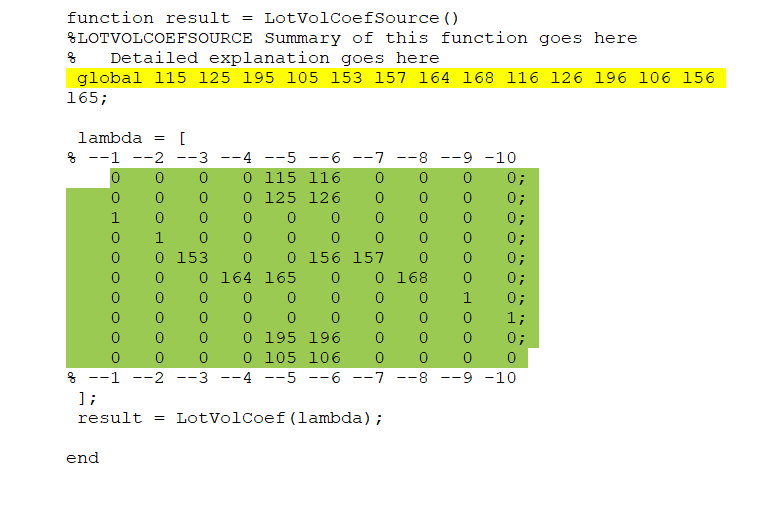 function result = LotVolCoefSource()
%LOTVOLCOEFSOURCE Summary of this function goes here
%   Detailed explanation goes here
global l15 l25 l95 l05 l53 l57 l64 l68 l16 l26 l96 l06 l56
l65;
lambda = [
% --1 --2 --3 --4 --5 --6 --7 --8 --9 -10
0 0 0 0 l15 l16 0 0 0 0;
0 0 0 0 l25 l26 0 0 0 0;
1 0 0 0 0 0 0 0 0 0;
0 1 0 0 0 0 0 0 0 0;
0 0 l53 0 0 l56 l57 0 0 0;
0 0 0 l64 l65 0 0 l68 0 0;
0 0 0 0 0 0 0 0 1 0;
0 0 0 0 0 0 0 0 0 1;
0 0 0 0 l95 l96 0 0 0 0;
0 0 0 0 l05 l06 0 0 0 0
% --1 --2 --3 --4 --5 --6 --7 --8 --9 -10
];
result = LotVolCoef(lambda);
end